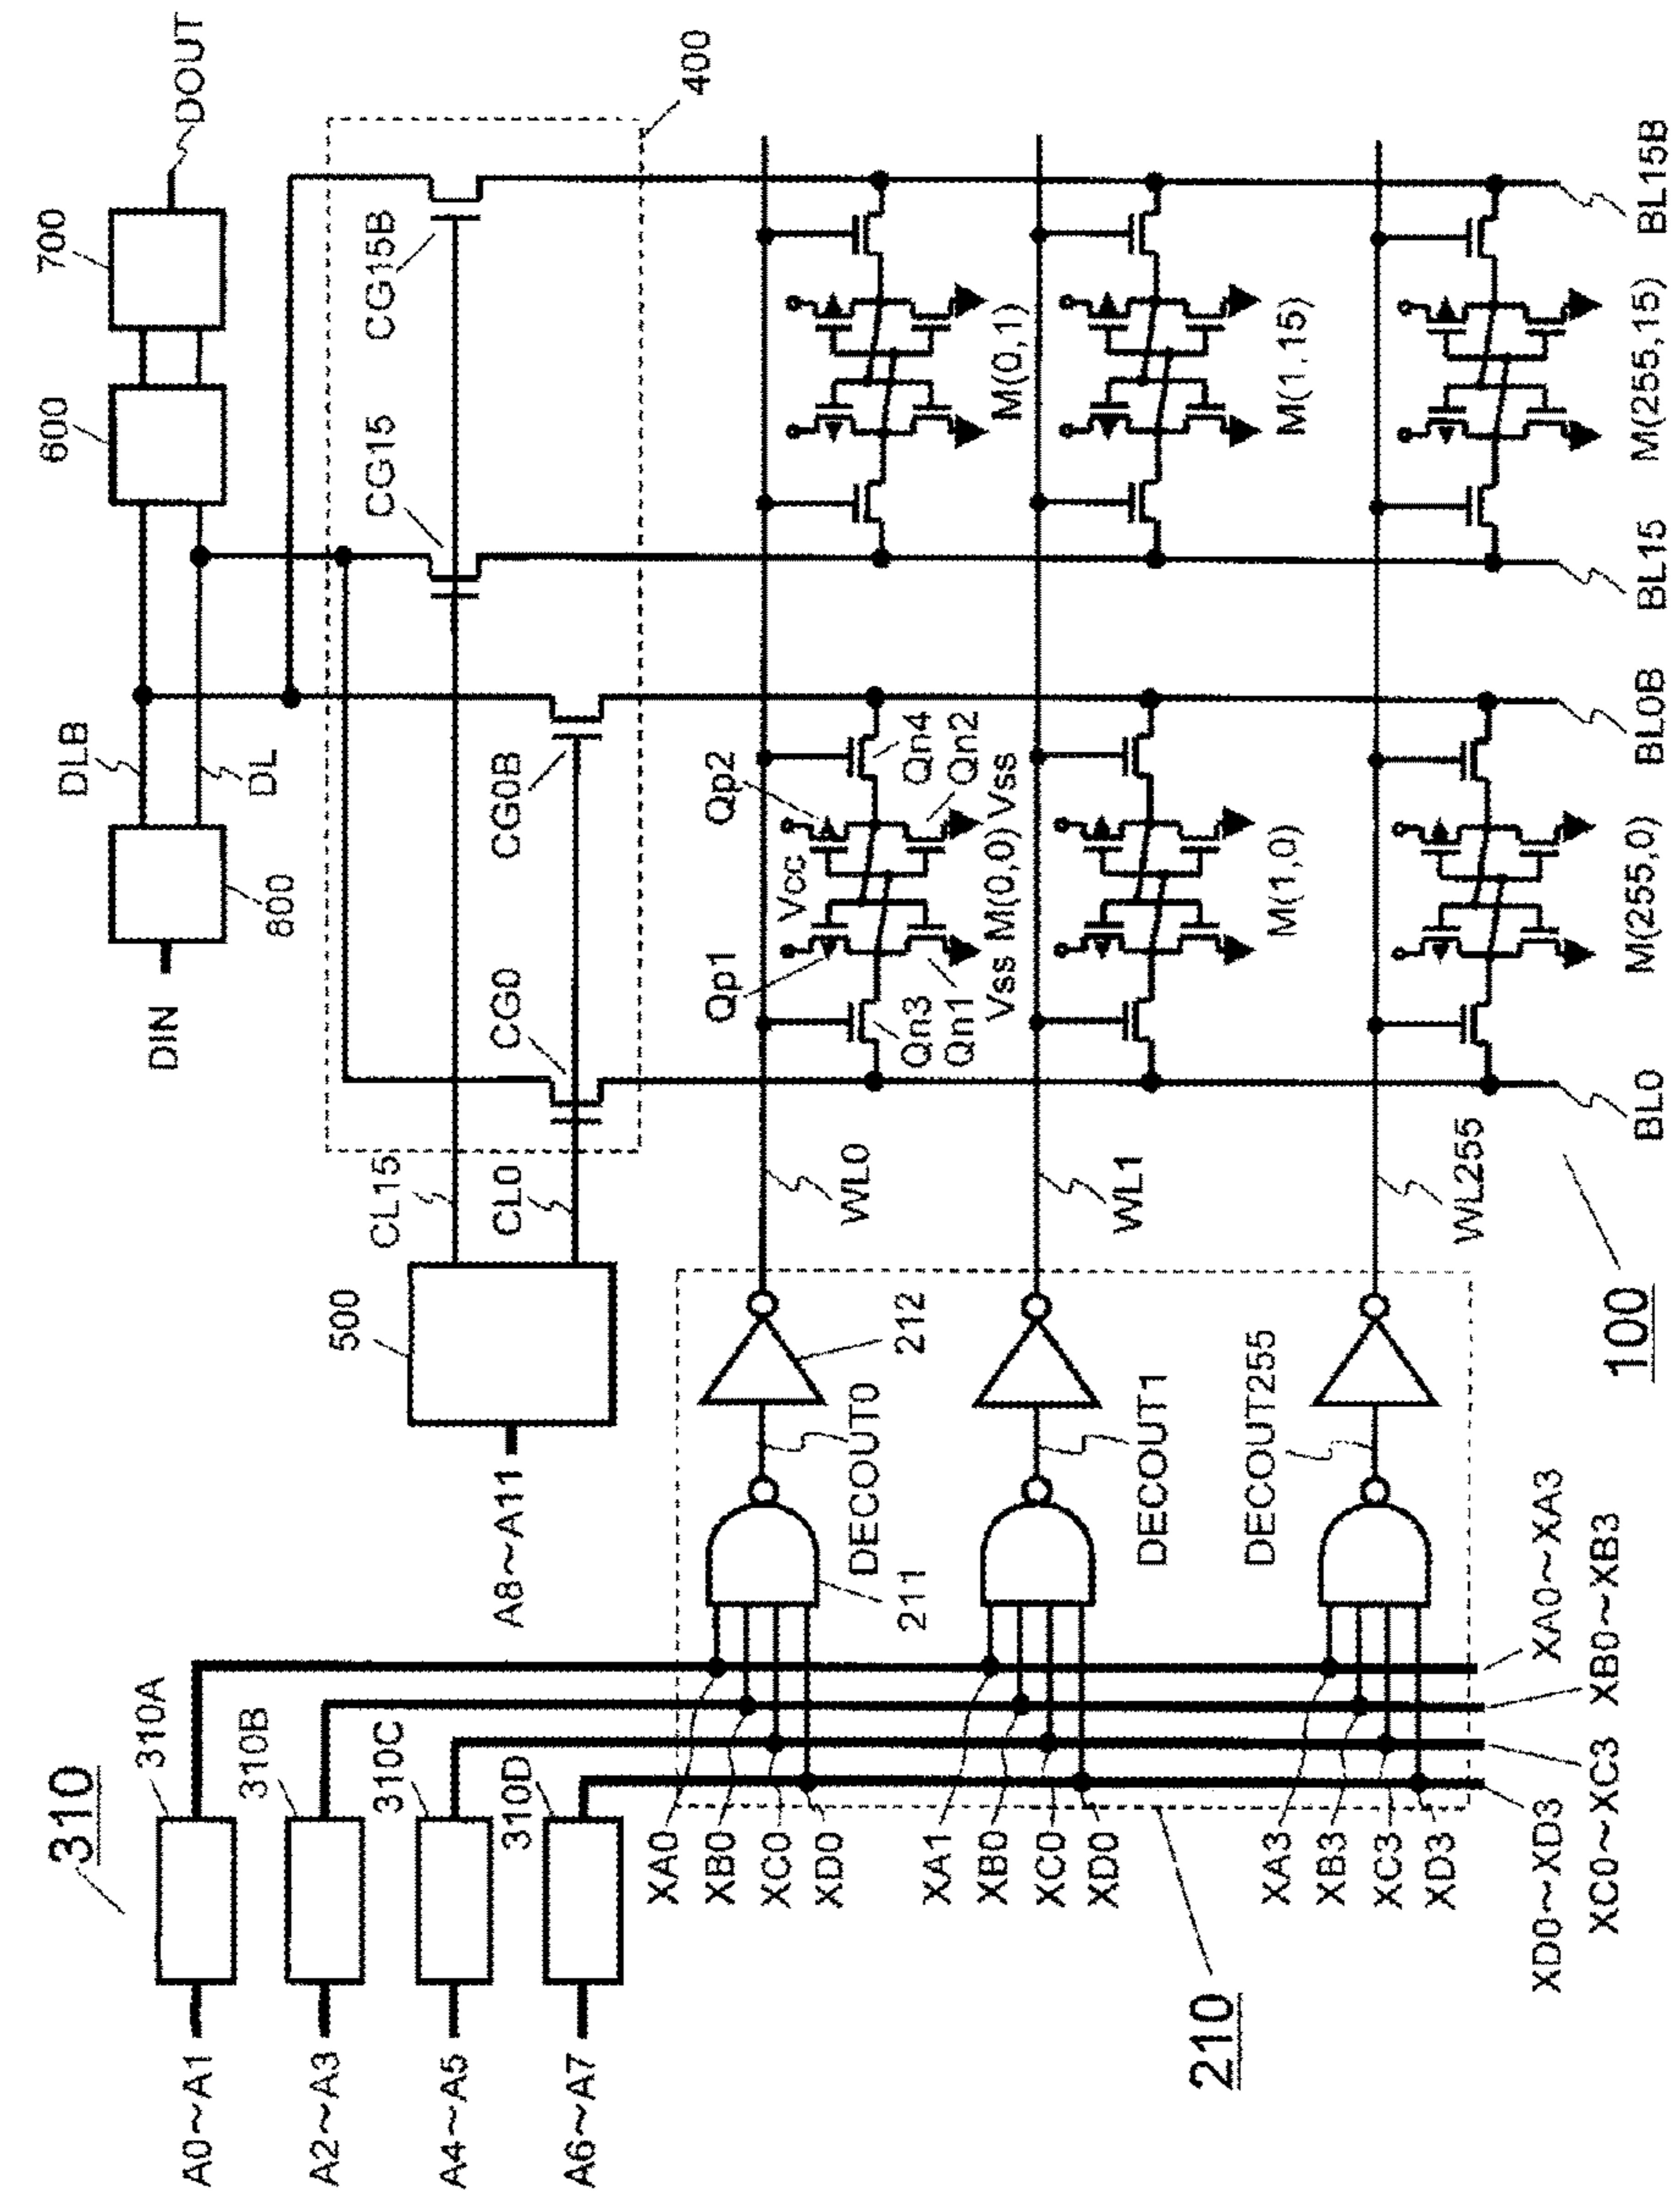 310
310A
310B
310C
310D
A0~A1
A2~A3
A4~A5
A6~A7
DIN
800
DLB
DL
600
700
DOUT
A8~A11
500
CL15
CL0
CG0
CG0B
CG15
CG15B
400
XA0
XB0
XC0
XD0
211
DECOUT0
212
WL0
Qp1
Vcc
Qp2
Qn3
Qn1
Qn4
Qn2
Vss M(0,0) Vss
M(0,1)
XA1
XB0
XC0
XD0
DECOUT1
WL1
M(1,0)
M(1.15)
XA3
XB3
XC3
XD3
DECOUT255
WL255
M(255,0)
M(255,15)
210
XD0~XD3
XC0~XC3
XB0~XB3
XA0~XA3
100
BL0
BL0B
BL15
BL15B